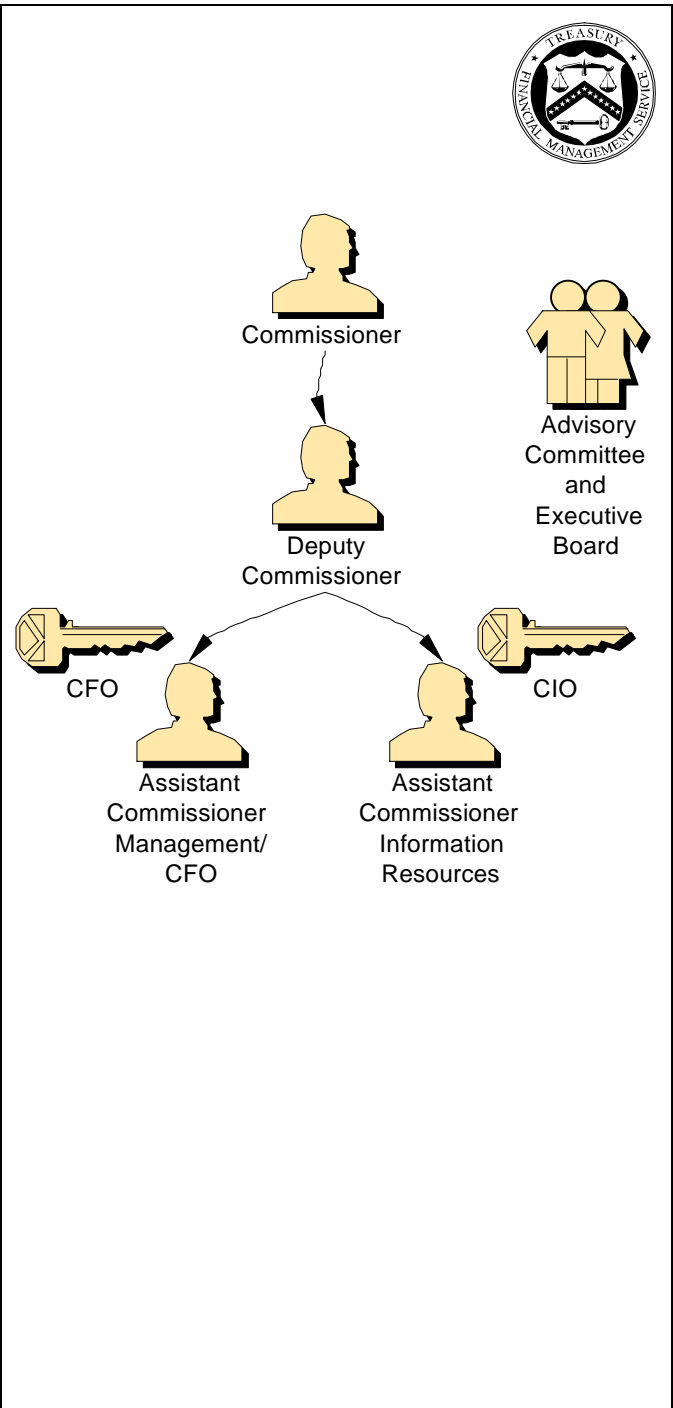 TREASURY
FINANCIAL MANAGEMENT SERVICE
Commissioner
Advisory
Committee
and
Executive
Board
Deputy
Commissioner
CFO
CIO
Assistant
Commissioner
Management/
CFO
Assistant
Commissioner
Information
Resources